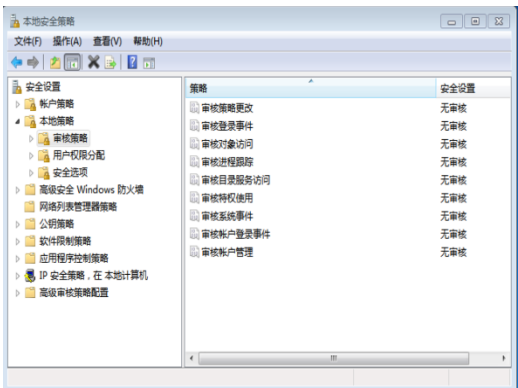 本地安全策略
文件(F) 操作(A) 查看(V) 帮助(H)
安全设置
帐户策略
本地策略
审核策略
用户权限分配
安全选项
高级安全 Windows 防火墙
网络列表管理器策略
公钥策略
软件限制策略
应用程序控制策略
IP 安全策略，在 本地计算机
高级审核策略配置
策略 安全设置
审核策略更改 无审核
审核登录事件 无审核
审核对象访问 无审核
审核进程跟踪 无审核
审核目录服务访问 无审核
审核特权使用 无审核
审核系统事件 无审核
审核帐户登录事件 无审核
审核帐户管理 无审核